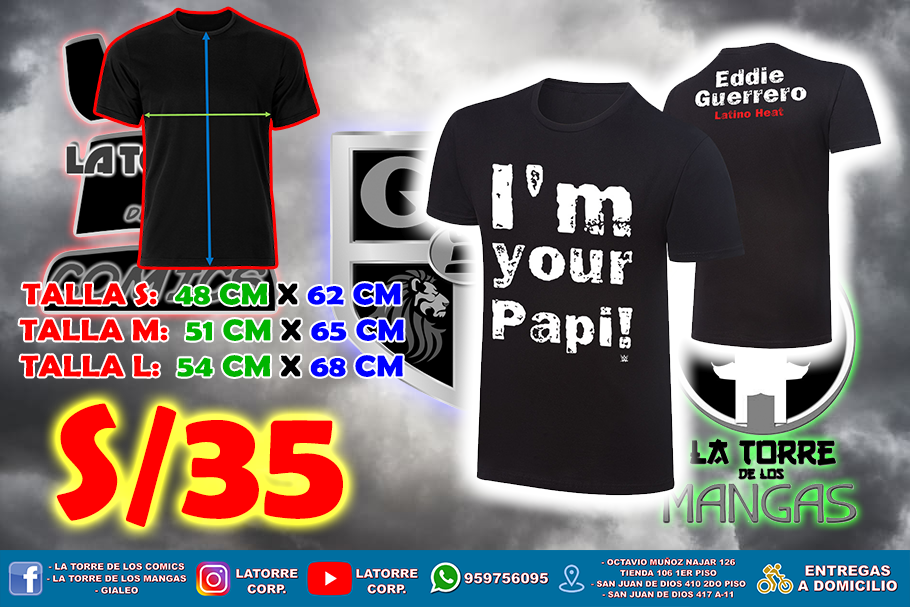 LA TO
COMICS
G
TALLA S: 48 CM X 62 CM
TALLA M: 51 CM X 65 CM
TALLA L: 54 CM X 68 CM
S/35
I'm
your
Papi!
Eddie
Guerrero
Latino Heat
LA TORRE
DE LOS
MANGAS
- LA TORRE DE LOS COMICS
- LA TORRE DE LOS MANGAS
- GIALEO
LATORRE
CORP.
LATORRE
CORP.
959756095
- OCTAVIO MUÑOZ NAJAR 126
TIENDA 106 1ER PISO
- SAN JUAN DE DIOS 410 2DO PISO
- SAN JUAN DE DIOS 417 A-11
ENTREGAS
A DOMICILIO